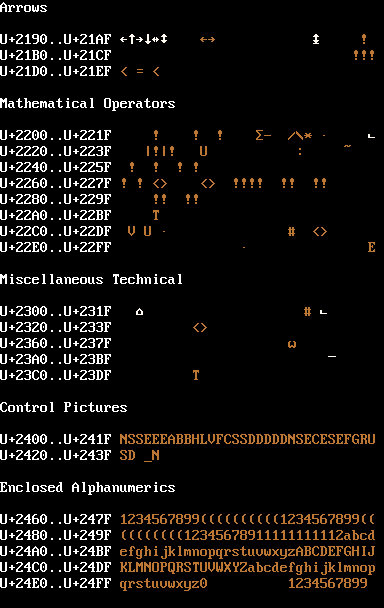 Arrows
U+2190..U+21AF ←↑→↓↔↕ ↔ ↨ !
U+21B0..U+21CF !!!
U+21D0..U+21EF < = <
Mathematical Operators
U+2200..U+221F ! ! ! Σ− /\* · ∟
U+2220..U+223F |!|! U : ~
U+2240..U+225F ! ! ! !
U+2260..U+227F ! ! <> <> !!!! !! !!
U+2280..U+229F !! !!
U+22A0..U+22BF T
U+22C0..U+22DF V U · # <>
U+22E0..U+22FF · E
Miscellaneous Technical
U+2300..U+231F ⌂ # ⌙
U+2320..U+233F <>
U+2360..U+237F ω
U+23A0..U+23BF ─
U+23C0..U+23DF T
Control Pictures
U+2400..U+241F NSSEEEABBHLVFCSSDDDDDNSECESEFGRU
U+2420..U+243F SD _N
Enclosed Alphanumerics
U+2460..U+247F 1234567899((((((((((1234567899((
U+2480..U+249F ((((((((12345678911111111112abcd
U+24A0..U+24BF efghijklmnopqrstuvwxyzABCDEFGHIJ
U+24C0..U+24DF KLMNOPQRSTUVWXYZabcdefghijklmnop
U+24E0..U+24FF qrstuvwxyz0 1234567899